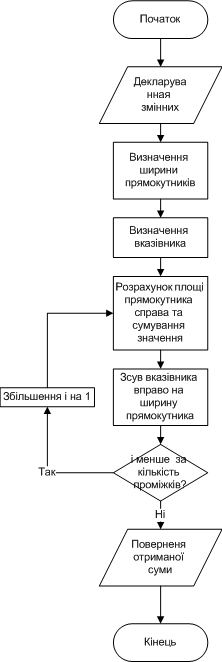 Початок
Декларува
нная
змінних
Визначення
ширини
прямокутників
Визначення
вказівника
Розрахунок площі
прямокутника
справа та
сумування
значення
Зсув вказівника
вправо на
ширину
прямокутника
Збільшення і на 1
і менше за
кількість
проміжків?
Так
Ні
Поверненя
отриманої
суми
Кінець